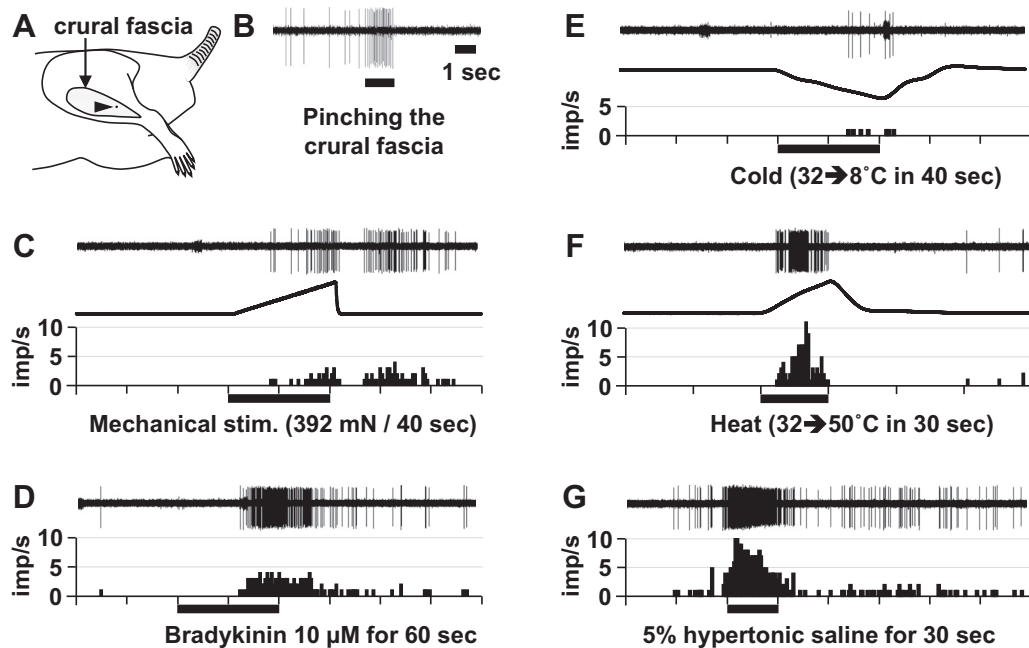 A
crural fascia
B
1 sec
Pinching the
crural fascia
C
10
5
0
imp/s
Mechanical stim. (392 mN / 40 sec)
D
10
5
0
imp/s
Bradykinin 10 µM for 60 sec
E
5
0
imp/s
Cold (32➔8˚C in 40 sec)
F
10
5
0
imp/s
Heat (32➔50˚C in 30 sec)
G
10
5
0
imp/s
5% hypertonic saline for 30 sec